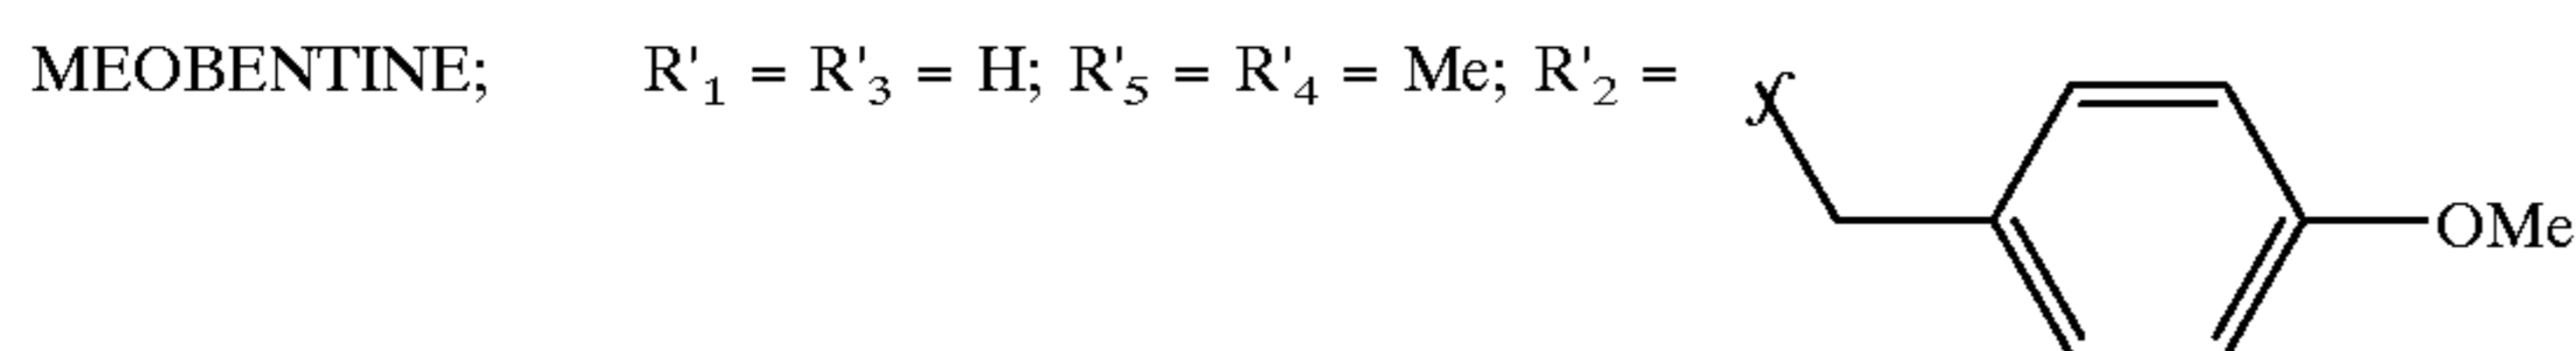 MEOBENTINE; R'1 = R'3 = H; R'5 = R'4 = Me; R'2 =
OMe